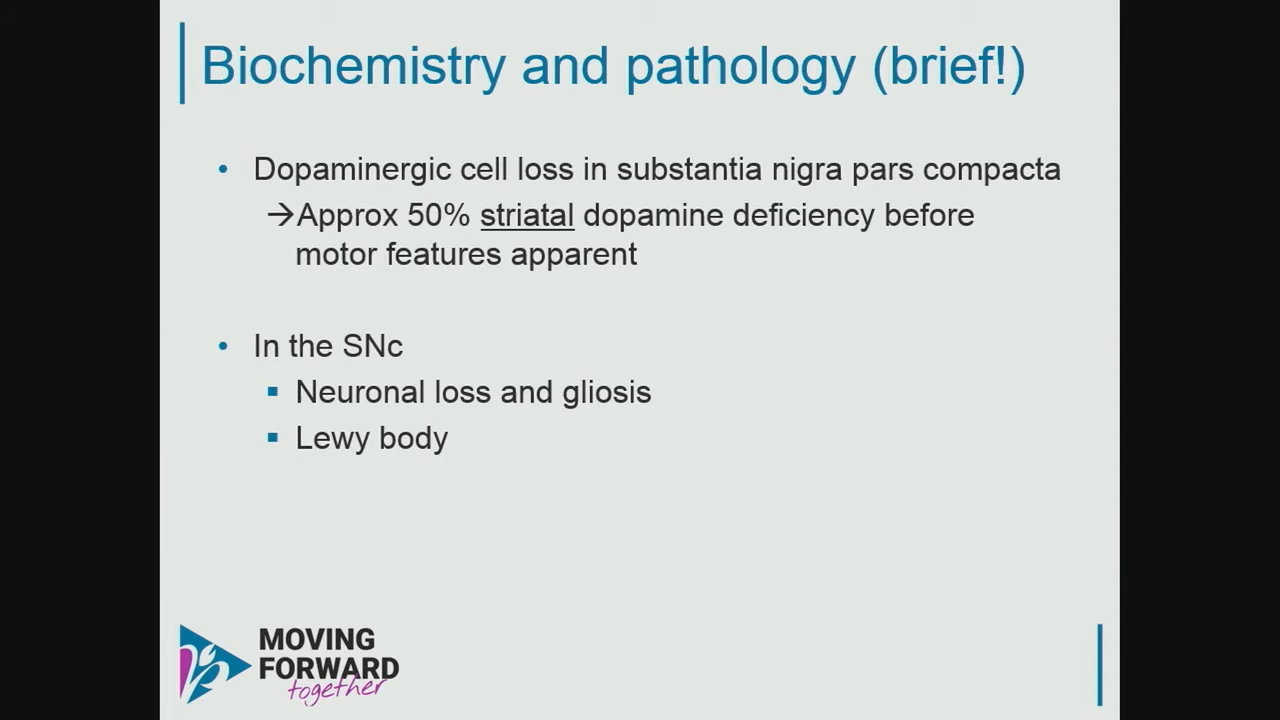 Biochemistry and pathology (brief!)
• Dopaminergic cell loss in substantia nigra pars compacta
→Approx 50% striatal dopamine deficiency before
motor features apparent
• In the SNc
▪ Neuronal loss and gliosis
▪ Lewy body
MOVING
FORWARD
together